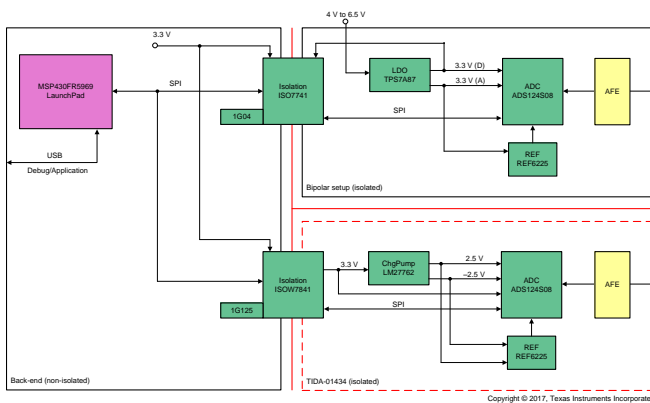 4 V to 6.5 V
3.3 V
MSP430FR5969
LaunchPad
SPI
Isolation
ISO7741
1G04
LDO
TPS7A87
3.3 V (D)
3.3 V (A)
SPI
ADC
ADS124S08
AFE
REF
REF6225
USB
Debug/Application
Bipolar setup (isolated)
Isolation
ISOW7841
1G125
3.3 V
ChgPump
LM27762
2.5 V
–2.5 V
SPI
ADC
ADS124S08
AFE
REF
REF6225
Back-end (non-isolated)
TIDA-01434 (isolated)
Copyright © 2017, Texas Instruments Incorporate